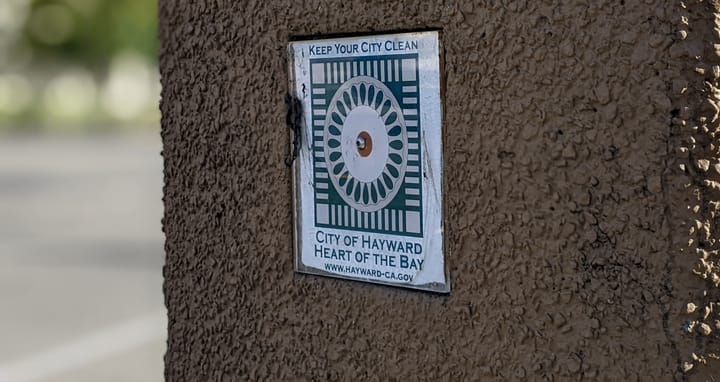 Keep Your City Clean
City of Hayward
Heart of the Bay
www.hayward-ca.gov